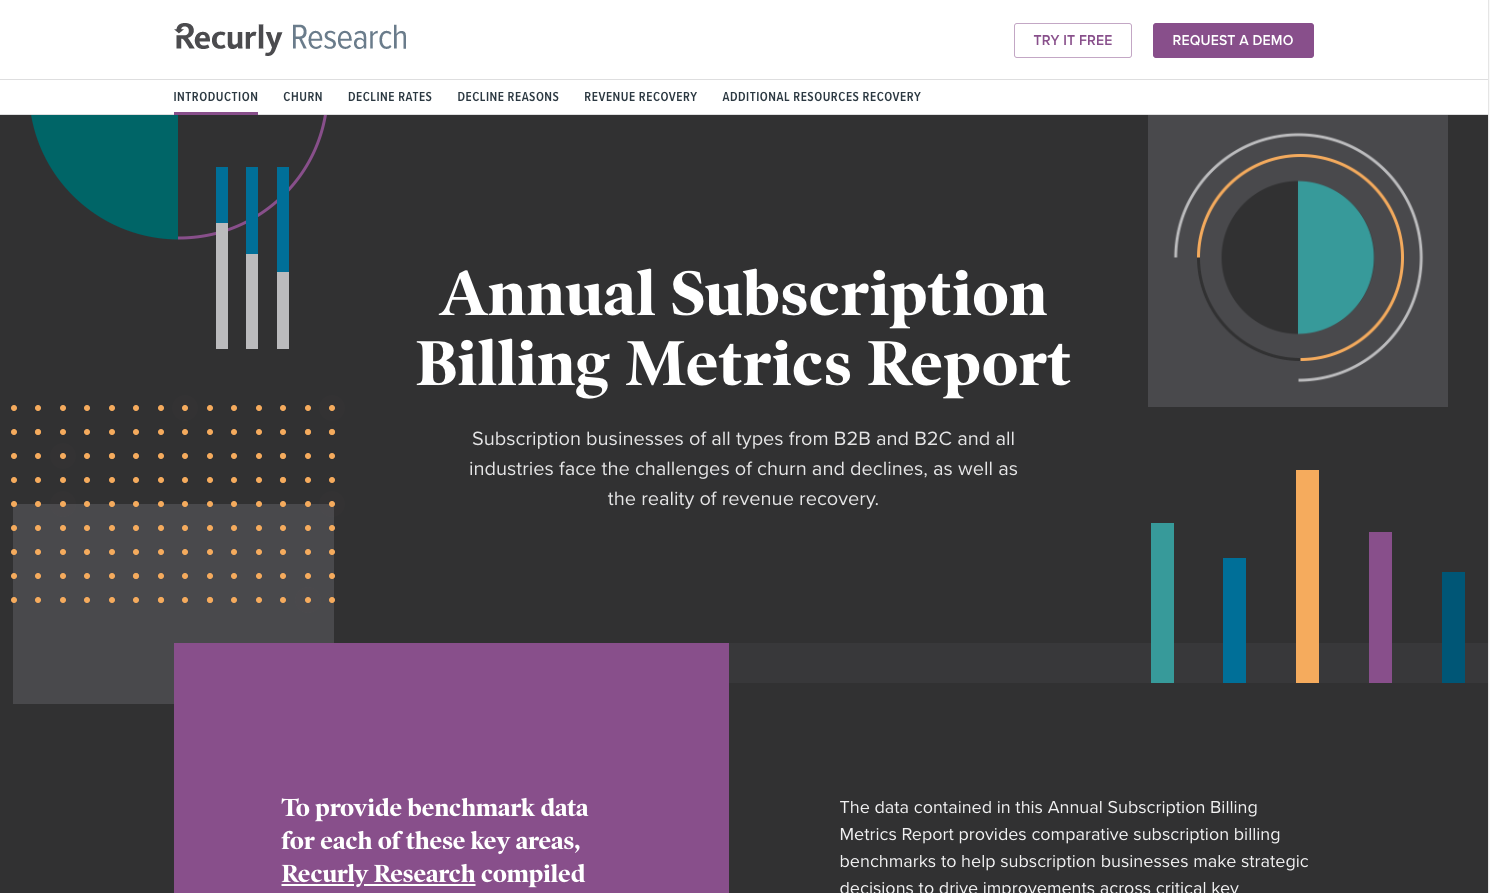 Recurly Research
TRY IT FREE
REQUEST A DEMO
INTRODUCTION
CHURN
DECLINE RATES
DECLINE REASONS
REVENUE RECOVERY
ADDITIONAL RESOURCES RECOVERY
Annual Subscription
Billing Metrics Report
Subscription businesses of all types from B2B and B2C and all
industries face the challenges of churn and declines, as well as
the reality of revenue recovery.
To provide benchmark data
for each of these key areas,
Recurly Research compiled
The data contained in this Annual Subscription Billing
Metrics Report provides comparative subscription billing
benchmarks to help subscription businesses make strategic
decisions to drive improvements across critical key